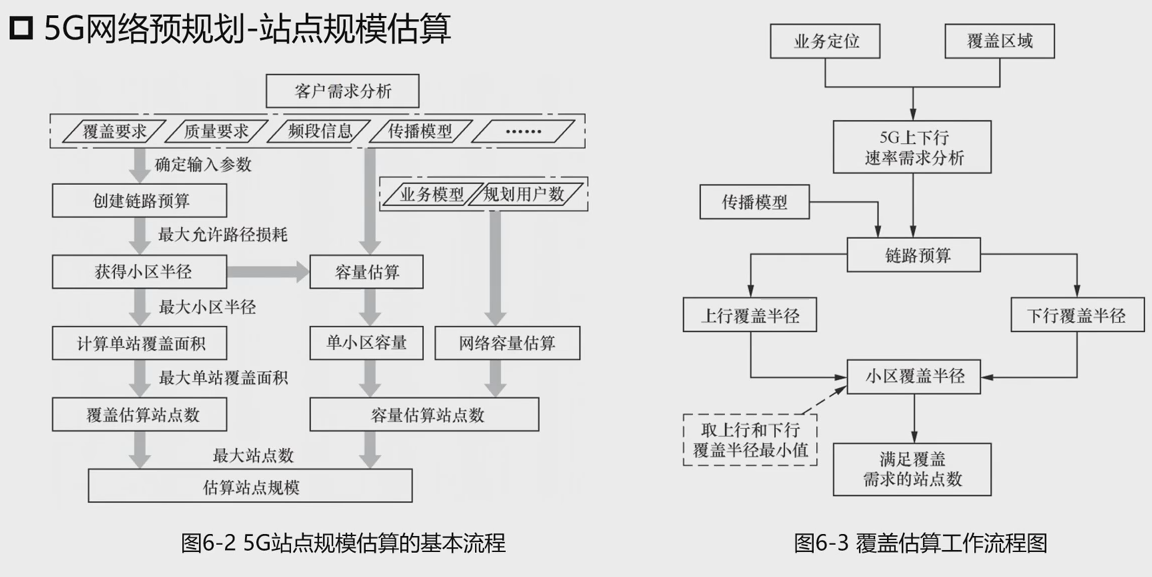 5G网络预规划-站点规模估算
客户需求分析
覆盖要求
质量要求
频段信息
传播模型
……
确定输入参数
业务模型
规划用户数
创建链路预算
最大允许路径损耗
获得小区半径
容量估算
最大小区半径
计算单站覆盖面积
单小区容量
网络容量估算
最大单站覆盖面积
覆盖估算站点数
容量估算站点数
最大站点数
估算站点规模
图6-2 5G站点规模估算的基本流程
业务定位
覆盖区域
5G上下行
速率需求分析
传播模型
链路预算
上行覆盖半径
下行覆盖半径
小区覆盖半径
取上行和下行
覆盖半径最小值
满足覆盖
需求的站点数
图6-3 覆盖估算工作流程图